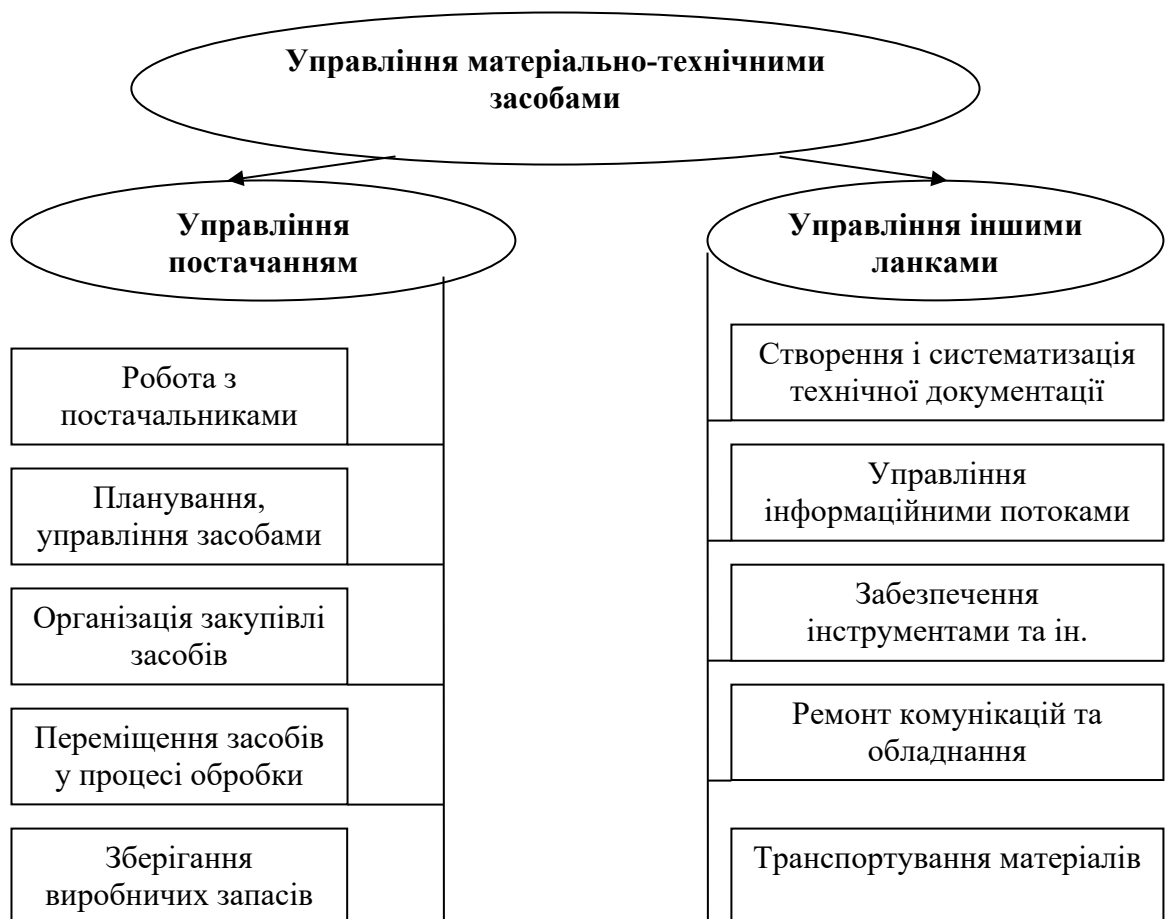 Управління матеріально-технічними
засобами
Управління
постачанням
Управління іншими
ланками
Робота з
постачальниками
Планування,
управління засобами
Організація закупівлі
засобів
Переміщення засобів
у процесі обробки
Зберігання
виробничих запасів
Створення і систематизація
технічної документації
Управління
інформаційними потоками
Забезпечення
інструментами та ін.
Ремонт комунікацій та
обладнання
Транспортування матеріалів